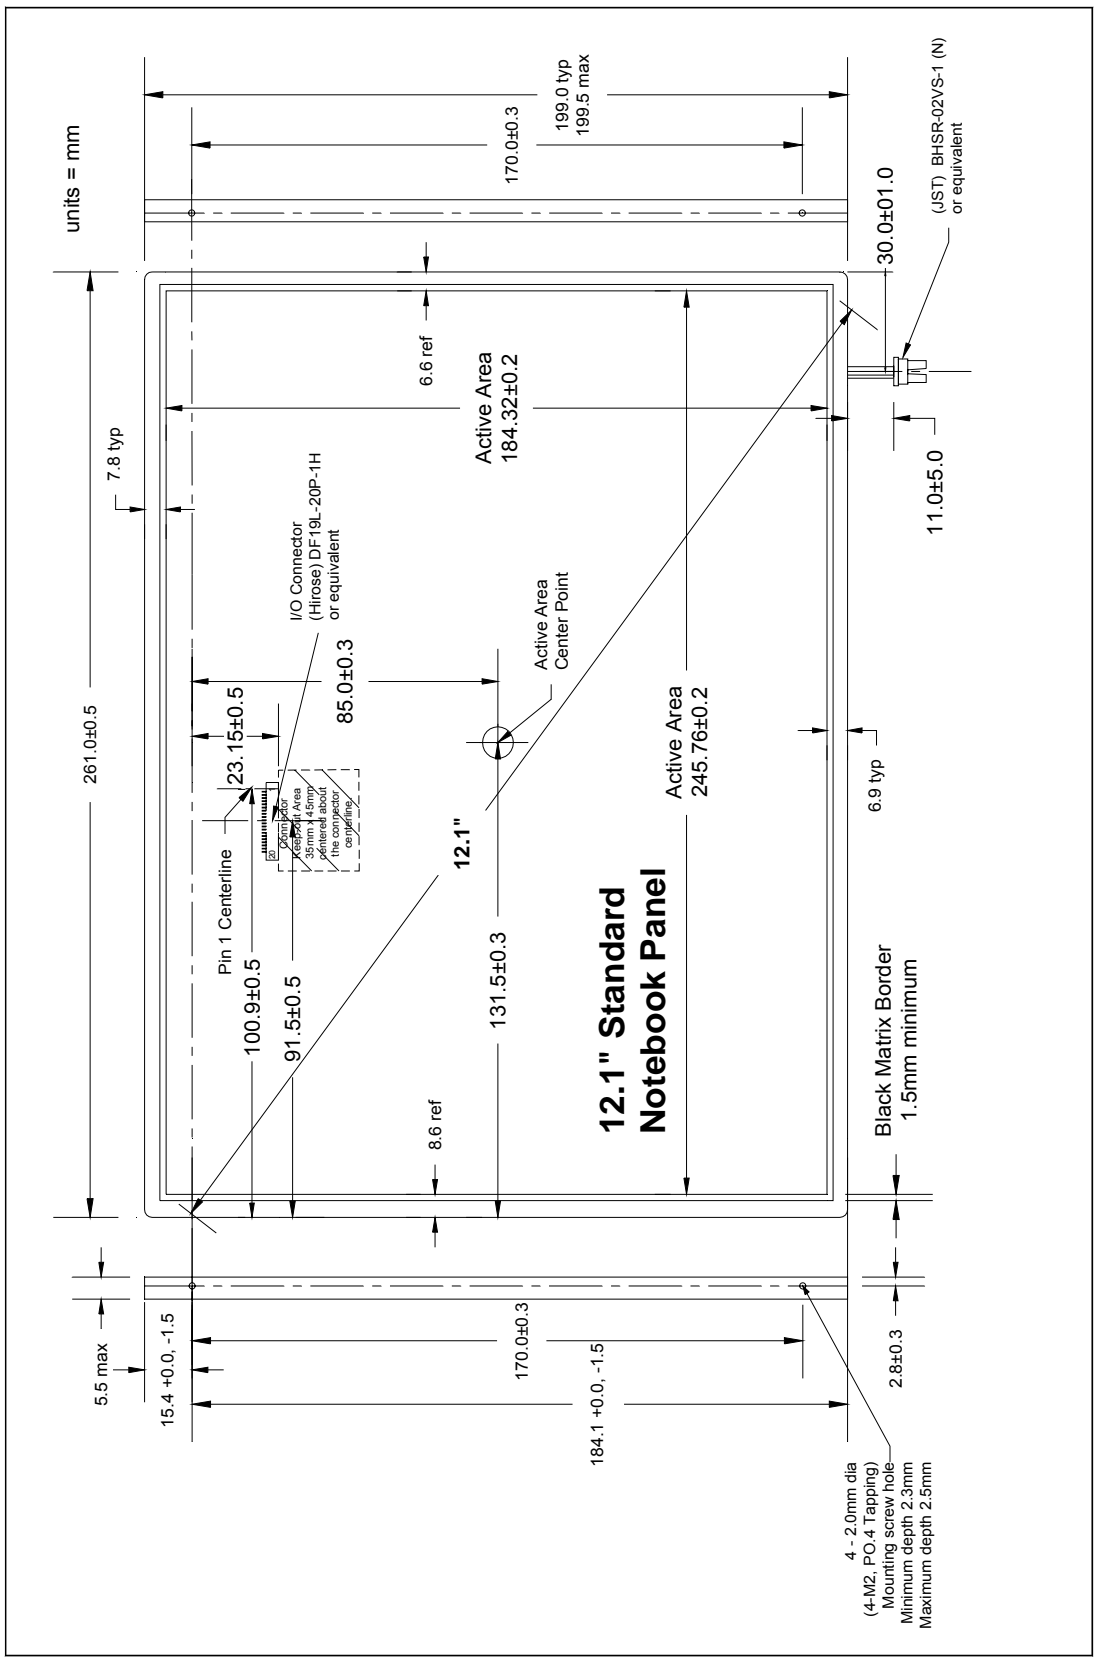 units = mm
261.0±0.5
7.8 typ
199.0 typ
199.5 max
170.0±0.3
6.6 ref
Active Area
184.32±0.2
I/O Connector
(Hirose) DF19L-20P-1H
or equivalent
85.0±0.3
23.15±0.5
Pin 1 Centerline
1
20
Connector
Keep-out Area
35mm x 45mm
centered about
the connector
centerline.
100.9±0.5
91.5±0.5
Active Area
Center Point
12.1"
131.5±0.3
8.6 ref
Active Area
245.76±0.2
12.1" Standard
Notebook Panel
30.0±01.0
(JST) BHSR-02VS-1 (N)
or equivalent
11.0±5.0
6.9 typ
Black Matrix Border
1.5mm minimum
5.5 max
15.4 +0.0, -1.5
170.0±0.3
184.1 +0.0, -1.5
2.8±0.3
4 - 2.0mm dia
(4-M2, PO.4 Tapping)
Mounting screw hole
Minimum depth 2.3mm
Maximum depth 2.5mm